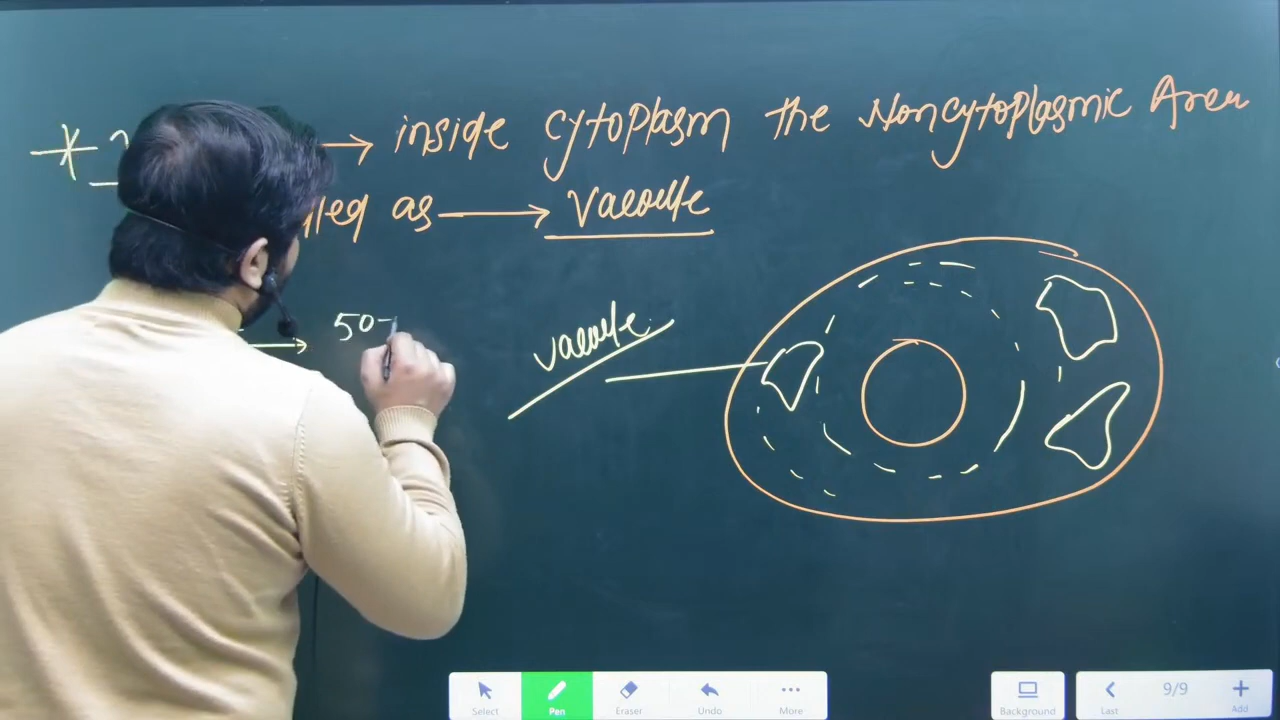 → inside cytoplasm the Noncytoplasmic Area
as → Vacoule
50-
vacoule
Select
Pen
Eraser
Undo
More
Background
Last
9/9
Add